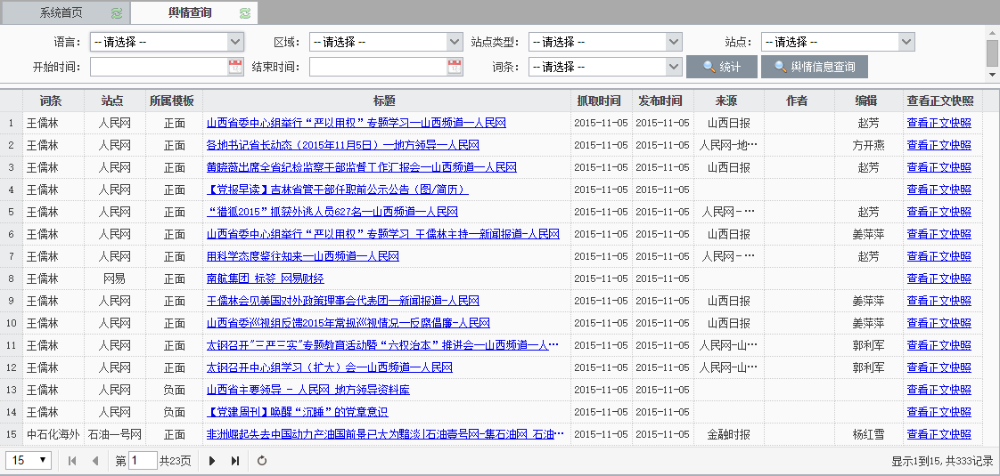 系统首页 舆情查询
语言： -- 请选择 -- 区域： -- 请选择 -- 站点类型： -- 请选择 -- 站点： -- 请选择 --
开始时间： 结束时间： 词条： -- 请选择 -- 统计 舆情信息查询
词条 站点 所属模板 标题 抓取时间 发布时间 来源 作者 编辑 查看正文快照
1 王儒林 人民网 正面 山西省委中心组举行“严以用权”专题学习—山西频道—人民网 2015-11-05 2015-11-05 山西日报 赵芳 查看正文快照
2 王儒林 人民网 正面 各地书记省长动态（2015年11月5日）—地方领导—人民网 2015-11-05 2015-11-05 人民网-地… 方开燕 查看正文快照
3 王儒林 人民网 正面 黄晓薇出席全省纪检监察干部监督工作汇报会—山西频道—人民网 2015-11-05 2015-11-05 山西日报 赵芳 查看正文快照
4 王儒林 人民网 正面 【党报早读】吉林省管干部任职前公示公告（图/简历） 2015-11-05 2015-11-05 查看正文快照
5 王儒林 人民网 正面 “猎狐2015”抓获外逃人员627名—山西频道—人民网 2015-11-05 2015-11-05 人民网－… 赵芳 查看正文快照
6 王儒林 人民网 正面 山西省委中心组举行“严以用权”专题学习 王儒林主持—新闻报道-人民网 2015-11-05 2015-11-05 山西日报 姜萍萍 查看正文快照
7 王儒林 人民网 正面 用科学态度鉴往知来—山西频道—人民网 2015-11-05 2015-11-05 人民网－… 赵芳 查看正文快照
8 王儒林 网易 正面 南航集团_标签_网易财经 2015-11-05 2015-11-05 查看正文快照
9 王儒林 人民网 正面 王儒林会见美国对外政策理事会代表团—新闻报道-人民网 2015-11-05 2015-11-05 山西日报 姜萍萍 查看正文快照
10 王儒林 人民网 正面 山西省委巡视组反馈2015年常规巡视情况—反腐倡廉-人民网 2015-11-05 2015-11-05 山西日报 姜萍萍 查看正文快照
11 王儒林 人民网 正面 太钢召开"三严三实"专题教育活动暨“六权治本”推进会—山西频道—人… 2015-11-05 2015-11-05 人民网-山… 郭利军 查看正文快照
12 王儒林 人民网 正面 太钢召开中心组学习（扩大）会—山西频道—人民网 2015-11-05 2015-11-05 人民网-山… 郭利军 查看正文快照
13 王儒林 人民网 负面 山西省主要领导 - 人民网 地方领导资料库 2015-11-05 2015-11-05 查看正文快照
14 王儒林 人民网 负面 【党建周刊】唤醒“沉睡”的党章意识 2015-11-05 2015-11-05 查看正文快照
15 中石化海外 石油一号网 正面 非洲崛起失去中国动力产油国前景已大为黯淡|石油壹号网-集石油网_石油… 2015-11-05 2015-11-05 金融时报 杨红雪 查看正文快照
15 第 1 共23页 显示1到15,共333记录